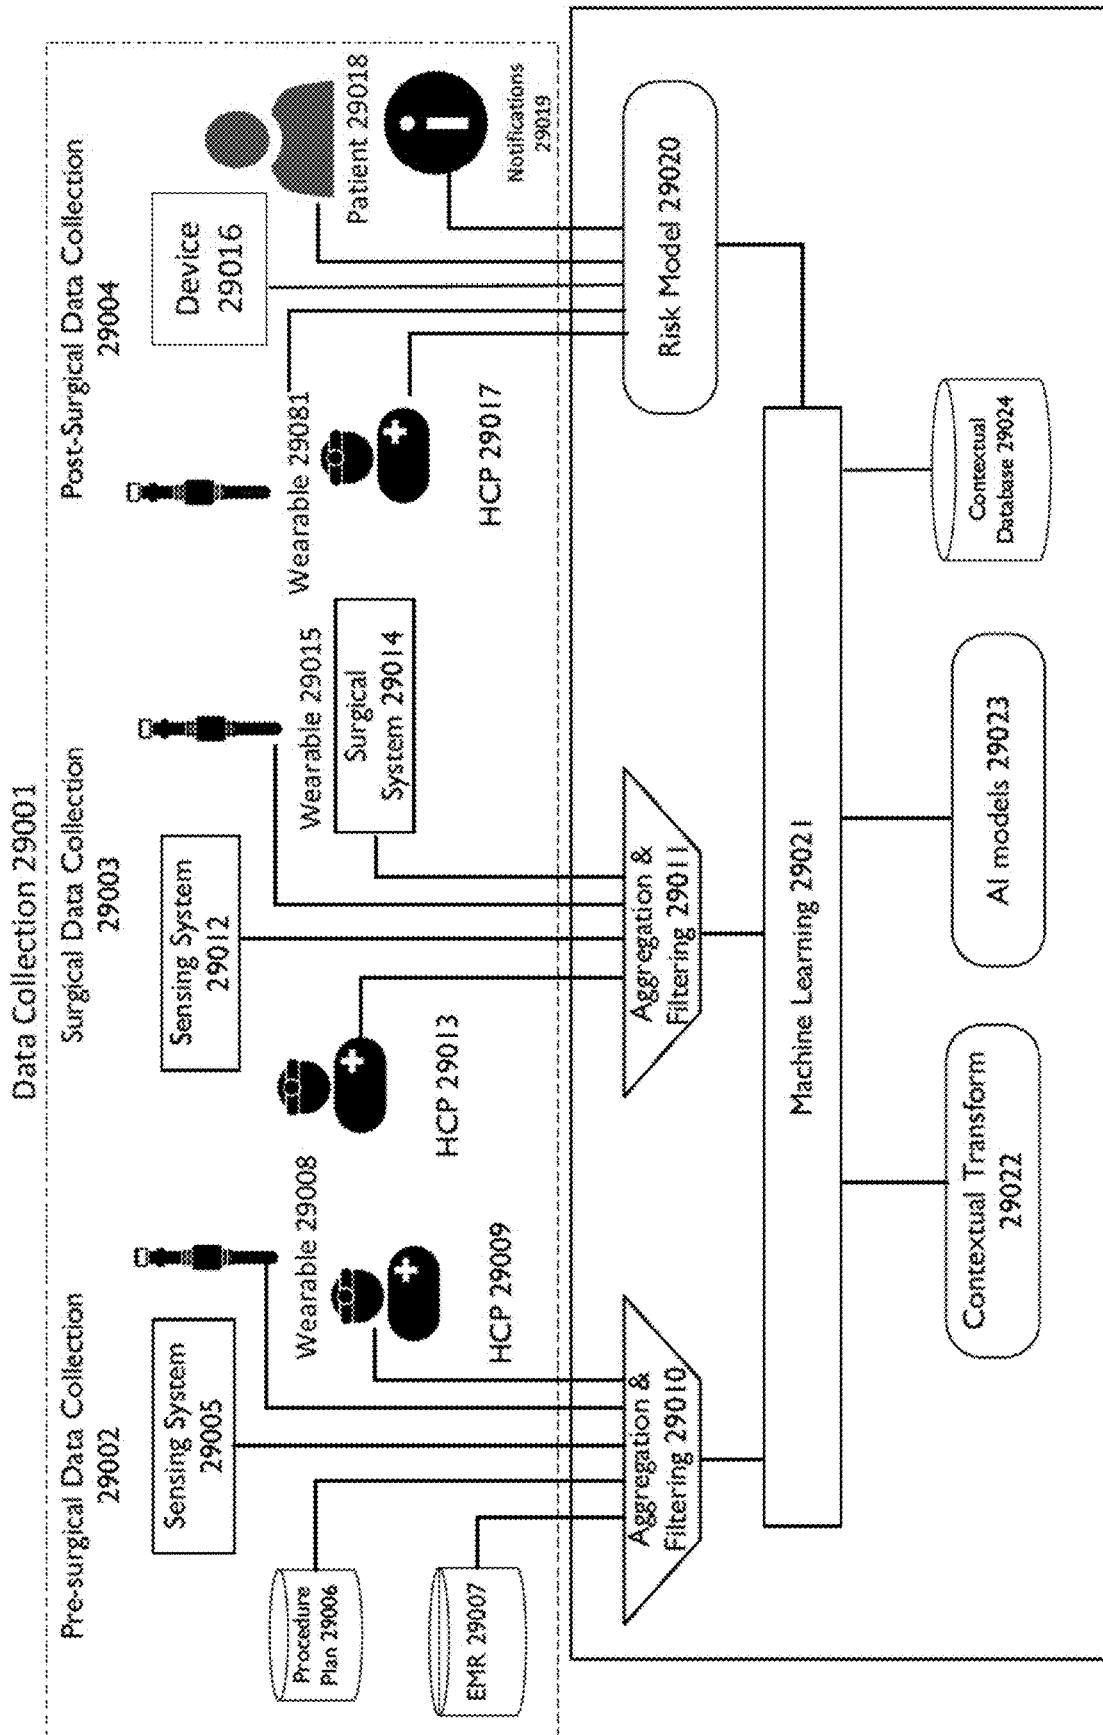 Data Collection 29001
Pre-surgical Data Collection
29002
Surgical Data Collection
29003
Post-Surgical Data Collection
29004
Sensing System
29005
Procedure
Plan 29006
EMR 29007
Wearable 29008
HCP 29009
Sensing System
29012
HCP 29013
Wearable 29015
Surgical
System 29014
Wearable 29081
HCP 29017
Device
29016
Patient 29018
Notifications
29019
Aggregation &
Filtering 29010
Aggregation &
Filtering 29011
Risk Model 29020
Machine Learning 29021
Contextual Transform
29022
AI models 29023
Contextual
Database 29024